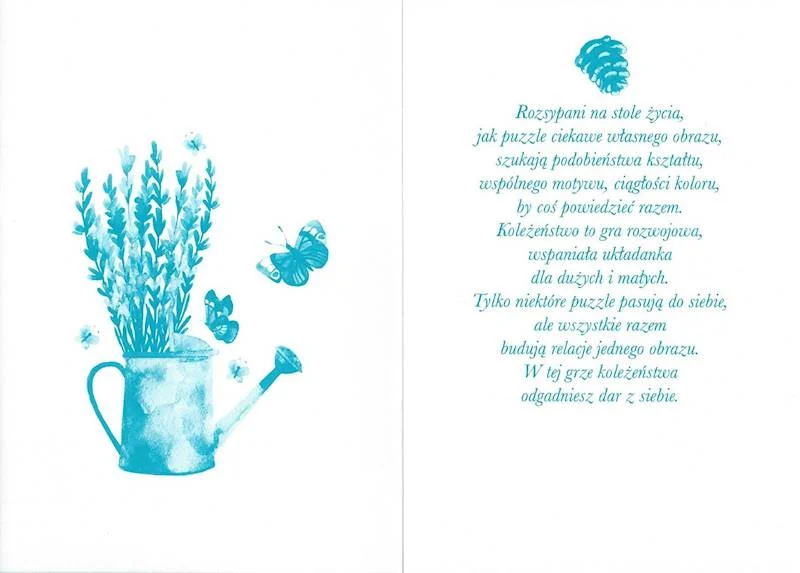 Rozsypani na stole życia,
jak puzzle ciekawe własnego obrazu,
szukają podobieństwa kształtu,
wspólnego motywu, ciągłości koloru,
by coś powiedzieć razem.
Koleżeństwo to gra rozwojowa,
wspaniała układanka
dla dużych i małych.
Tylko niektóre puzzle pasują do siebie,
ale wszystkie razem
budują relacje jednego obrazu.
W tej grze koleżeństwa
odgadniesz dar z siebie.